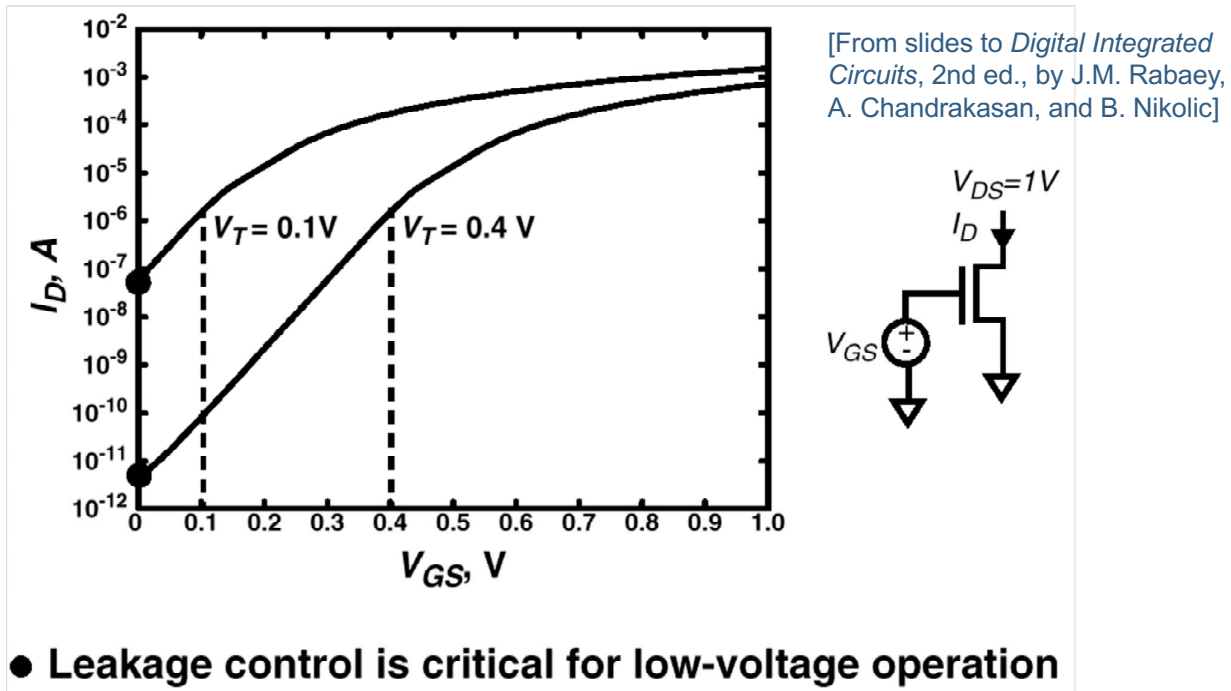 [From slides to Digital Integrated
Circuits, 2nd ed., by J.M. Rabaey,
A. Chandrakasan, and B. Nikolic]
10⁻²
10⁻³
10⁻⁴
10⁻⁵
10⁻⁶
10⁻⁷
10⁻⁸
10⁻⁹
10⁻¹⁰
10⁻¹¹
10⁻¹²
I_D, A
V_T = 0.1V
V_T = 0.4 V
0 0.1 0.2 0.3 0.4 0.5 0.6 0.7 0.8 0.9 1.0
V_GS, V
V_DS=1V
I_D
V_GS
+
-
● Leakage control is critical for low-voltage operation